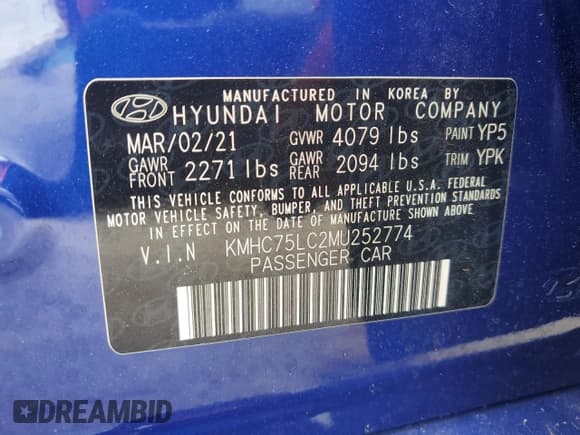 MANUFACTURED IN KOREA BY
HYUNDAI MOTOR COMPANY
MAR/02/21 GVWR 4079 lbs PAINT YP5
GAWR FRONT 2271 lbs GAWR REAR 2094 lbs TRIM YPK
THIS VEHICLE CONFORMS TO ALL APPLICABLE U.S.A. FEDERAL
MOTOR VEHICLE SAFETY, BUMPER, AND THEFT PREVENTION STANDARDS
IN EFFECT ON THE DATE OF MANUFACTURE SHOWN ABOVE.
V.I.N KMHC75LC2MU252774
PASSENGER CAR
DREAMBID